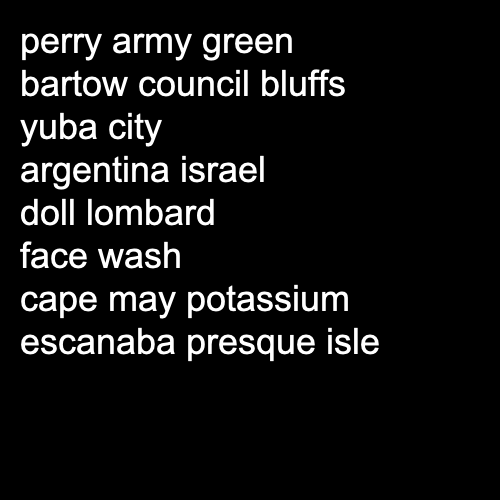 perry army green
bartow council bluffs
yuba city
argentina israel
doll lombard
face wash
cape may potassium
escanaba presque isle